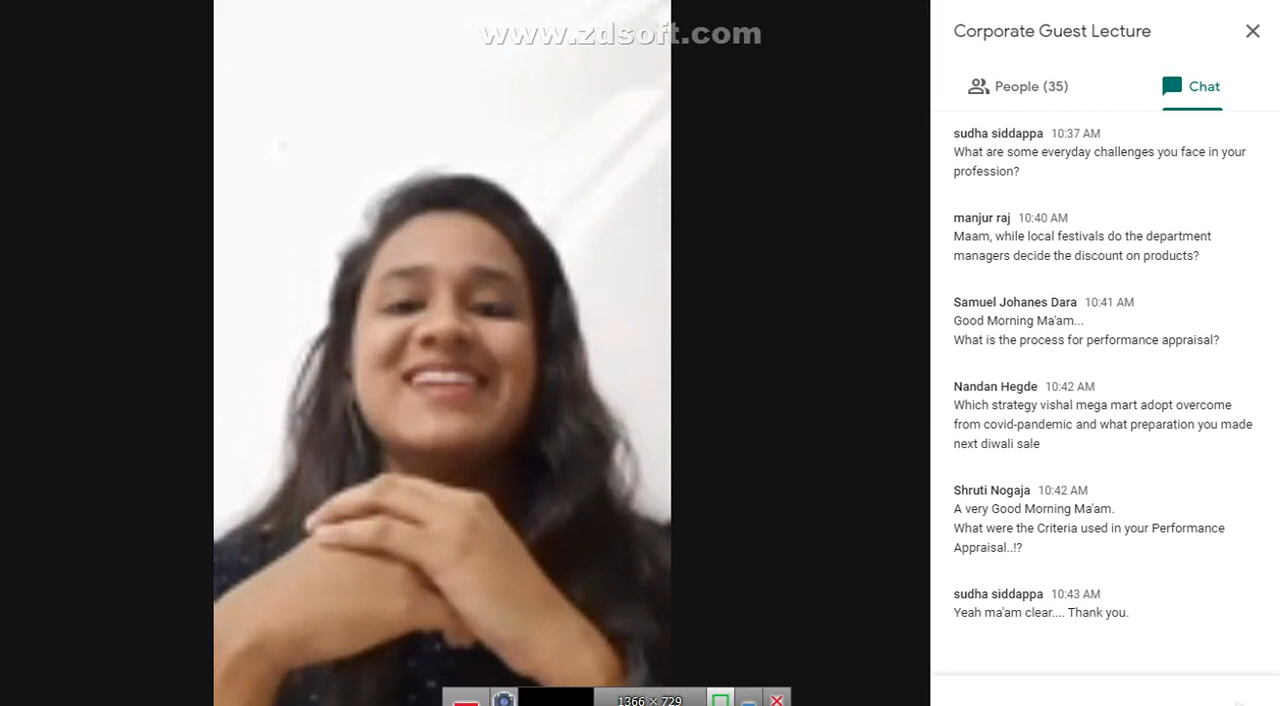 www.zdsoft.com
Corporate Guest Lecture
People (35)
Chat
sudha siddappa 10:37 AM
What are some everyday challenges you face in your
profession?
manjur raj 10:40 AM
Maam, while local festivals do the department
managers decide the discount on products?
Samuel Johanes Dara 10:41 AM
Good Morning Ma'am...
What is the process for performance appraisal?
Nandan Hegde 10:42 AM
Which strategy vishal mega mart adopt overcome
from covid-pandemic and what preparation you made
next diwali sale
Shruti Nogaja 10:42 AM
A very Good Morning Ma'am.
What were the Criteria used in your Performance
Appraisal..!?
sudha siddappa 10:43 AM
Yeah ma'am clear.... Thank you.
1366 × 729